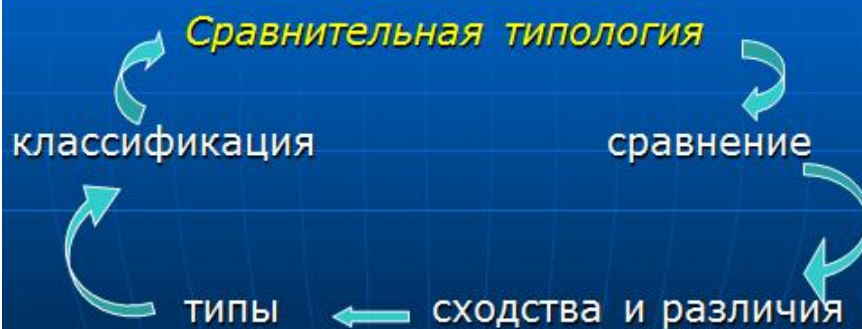 Сравнительная типология
классификация сравнение
типы сходства и различия